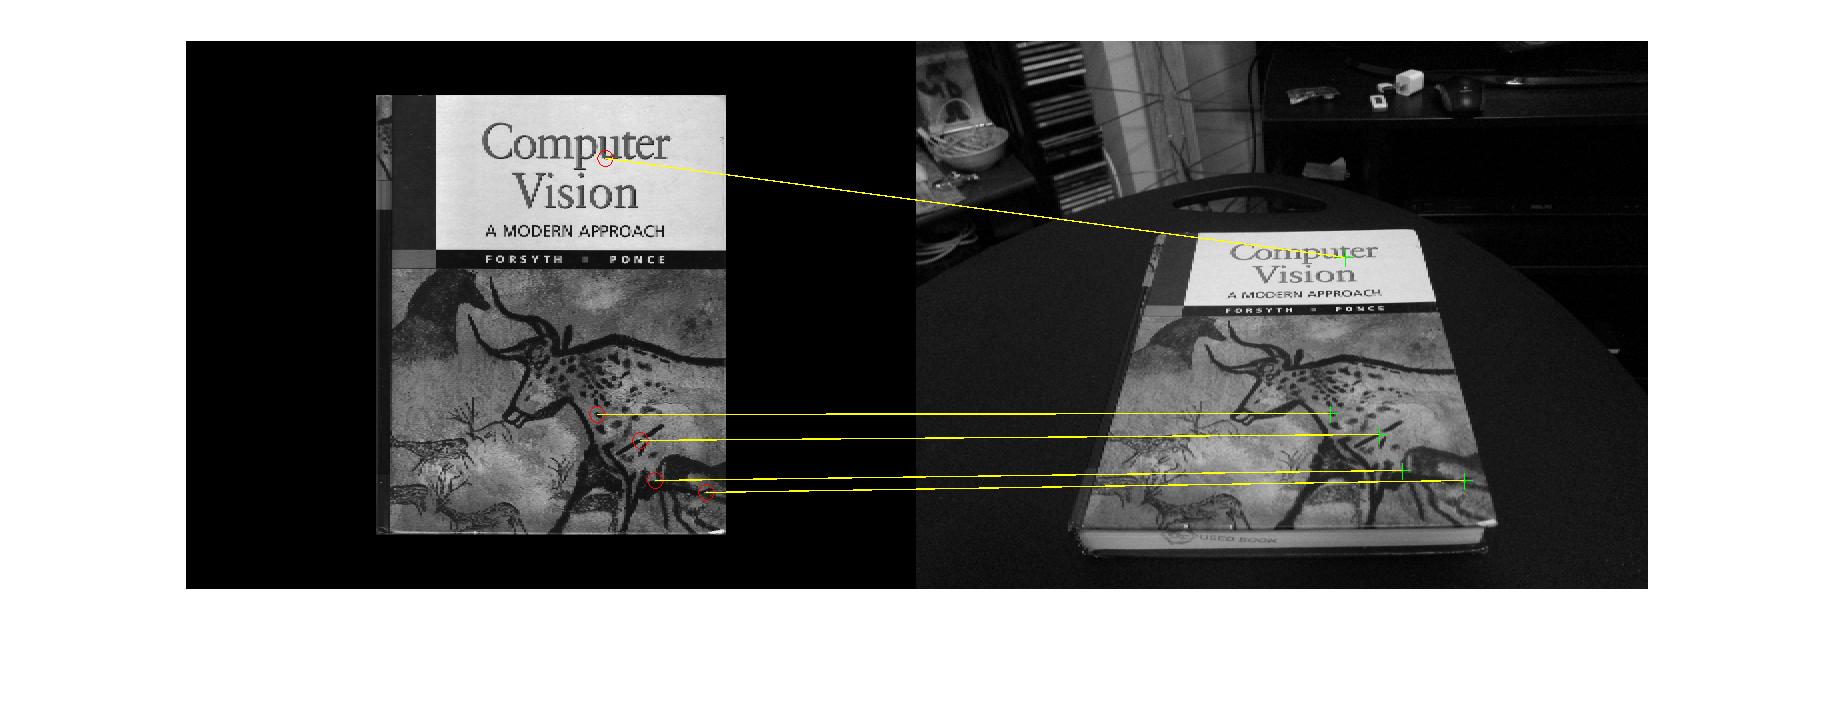 Computer
Vision
A MODERN APPROACH
FORSYTH PONCE
Computer
Vision
A MODERN APPROACH
FORSYTH PONCE
USED BOOK